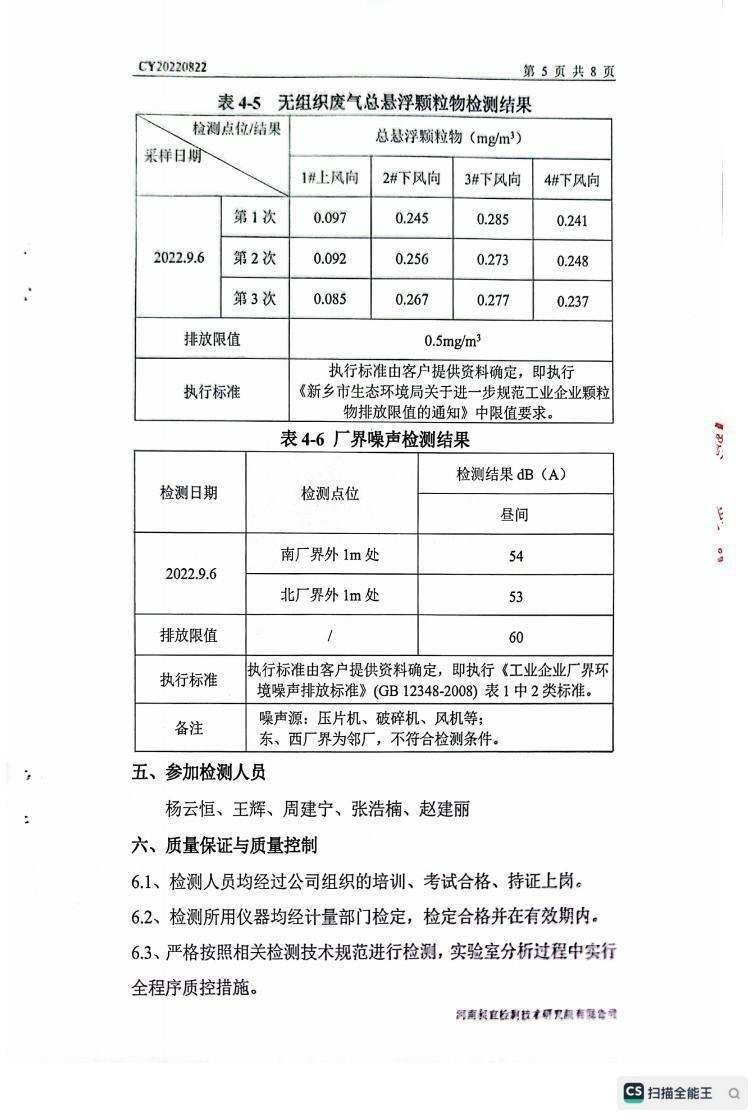 CY20220822
第 5 页 共 8 页
表 4-5 无组织废气总悬浮颗粒物检测结果
检测点位/结果
采样日期
总悬浮颗粒物（mg/m³）
1#上风向 2#下风向 3#下风向 4#下风向
2022.9.6
第 1 次 0.097 0.245 0.285 0.241
第 2 次 0.092 0.256 0.273 0.248
第 3 次 0.085 0.267 0.277 0.237
排放限值 0.5mg/m³
执行标准
执行标准由客户提供资料确定，即执行
《新乡市生态环境局关于进一步规范工业企业颗粒
物排放限值的通知》中限值要求。
表 4-6 厂界噪声检测结果
检测日期 检测点位 检测结果 dB（A）
昼间
2022.9.6
南厂界外 1m 处 54
北厂界外 1m 处 53
排放限值 / 60
执行标准
执行标准由客户提供资料确定，即执行《工业企业厂界环
境噪声排放标准》(GB 12348-2008) 表 1 中 2 类标准。
备注
噪声源：压片机、破碎机、风机等；
东、西厂界为邻厂，不符合检测条件。
五、参加检测人员
杨云恒、王辉、周建宁、张浩楠、赵建丽
六、质量保证与质量控制
6.1、检测人员均经过公司组织的培训、考试合格、持证上岗。
6.2、检测所用仪器均经计量部门检定，检定合格并在有效期内。
6.3、严格按照相关检测技术规范进行检测，实验室分析过程中实行
全程序质控措施。
检测技术研究院有限公司
CS 扫描全能王